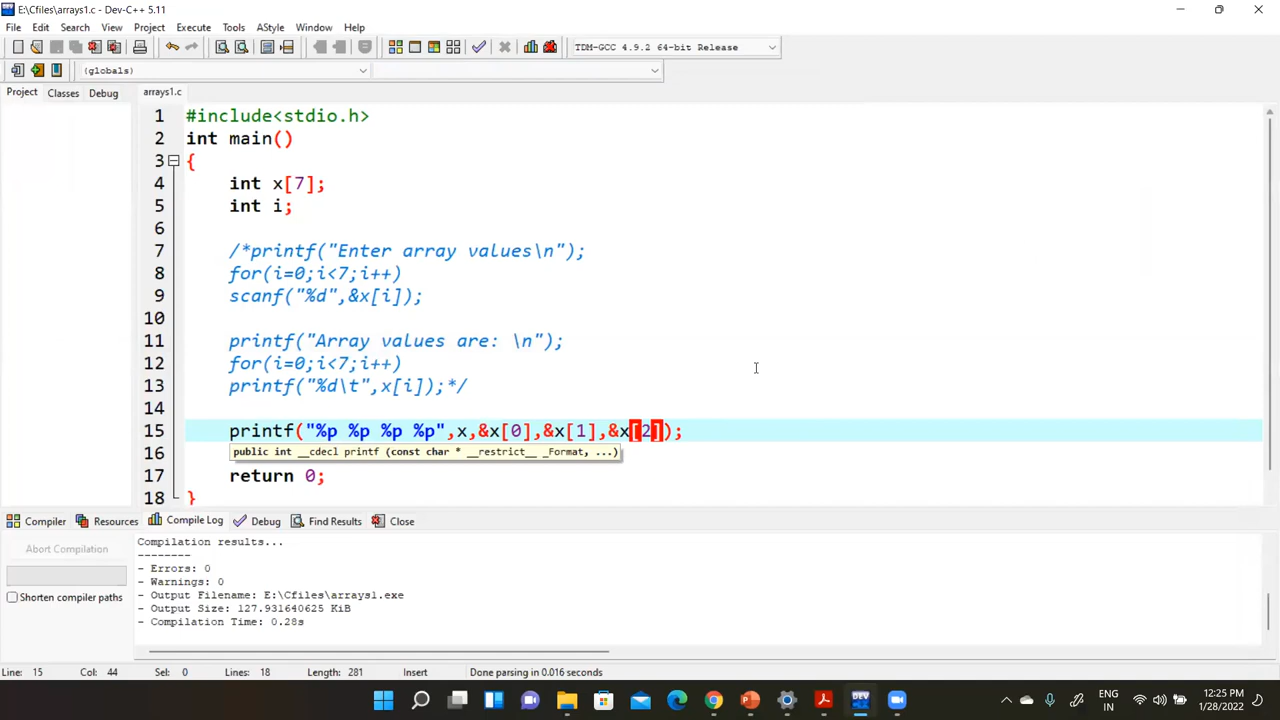 E:\Cfiles\arrays1.c - Dev-C++ 5.11
File Edit Search View Project Execute Tools AStyle Window Help
TDM-GCC 4.9.2 64-bit Release
(globals)
Project Classes Debug
arrays1.c
1 #include<stdio.h>
2 int main()
3 {
4 int x[7];
5 int i;
6
7 /*printf("Enter array values\n");
8 for(i=0;i<7;i++)
9 scanf("%d",&x[i]);
10
11 printf("Array values are: \n");
12 for(i=0;i<7;i++)
13 printf("%d\t",x[i]);*/
14
15 printf("%p %p %p %p",x,&x[0],&x[1],&x[2]);
16 public int __cdecl printf (const char * __restrict__ _Format, ...)
17 return 0;
18 }
Compiler Resources Compile Log Debug Find Results Close
Abort Compilation
Shorten compiler paths
Compilation results...
--------
- Errors: 0
- Warnings: 0
- Output Filename: E:\Cfiles\arrays1.exe
- Output Size: 127.931640625 KiB
- Compilation Time: 0.28s
Line: 15 Col: 44 Sel: 0 Lines: 18 Length: 281 Insert Done parsing in 0.016 seconds
DEV
ENG
IN
12:25 PM
1/28/2022